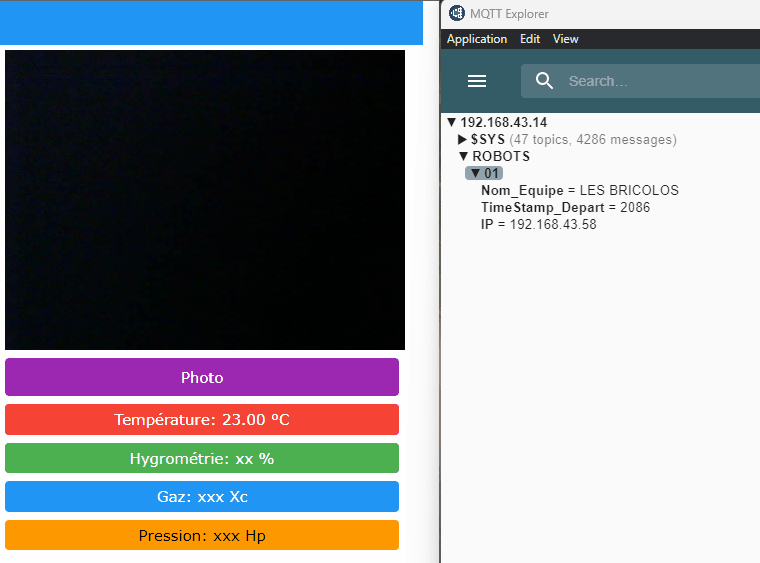 Photo
Température: 23.00 °C
Hygrométrie: xx %
Gaz: xxx Xc
Pression: xxx Hp
MQTT Explorer
Application Edit View
Search...
▼ 192.168.43.14
▶ $SYS (47 topics, 4286 messages)
▼ ROBOTS
▼ 01
Nom_Equipe = LES BRICOLOS
TimeStamp_Depart = 2086
IP = 192.168.43.58